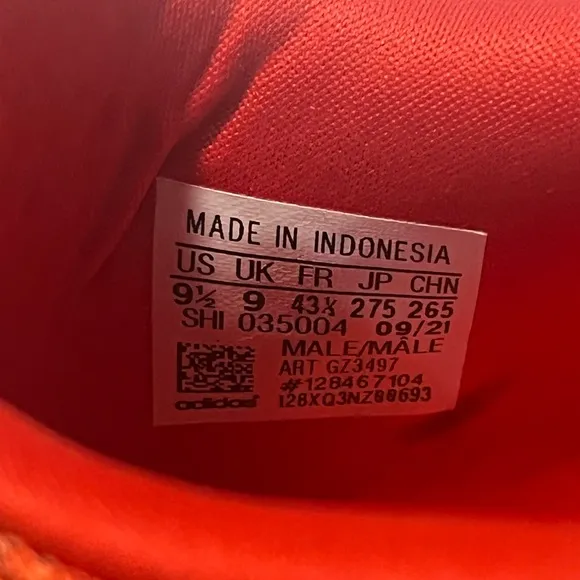 MADE IN INDONESIA
US UK FR JP CHN
9½ 9 43⅓ 275 265
SHI 035004 09/21
MALE/MÂLE
ART GZ3497
#128467104
adidas I28XQ3NZ88693